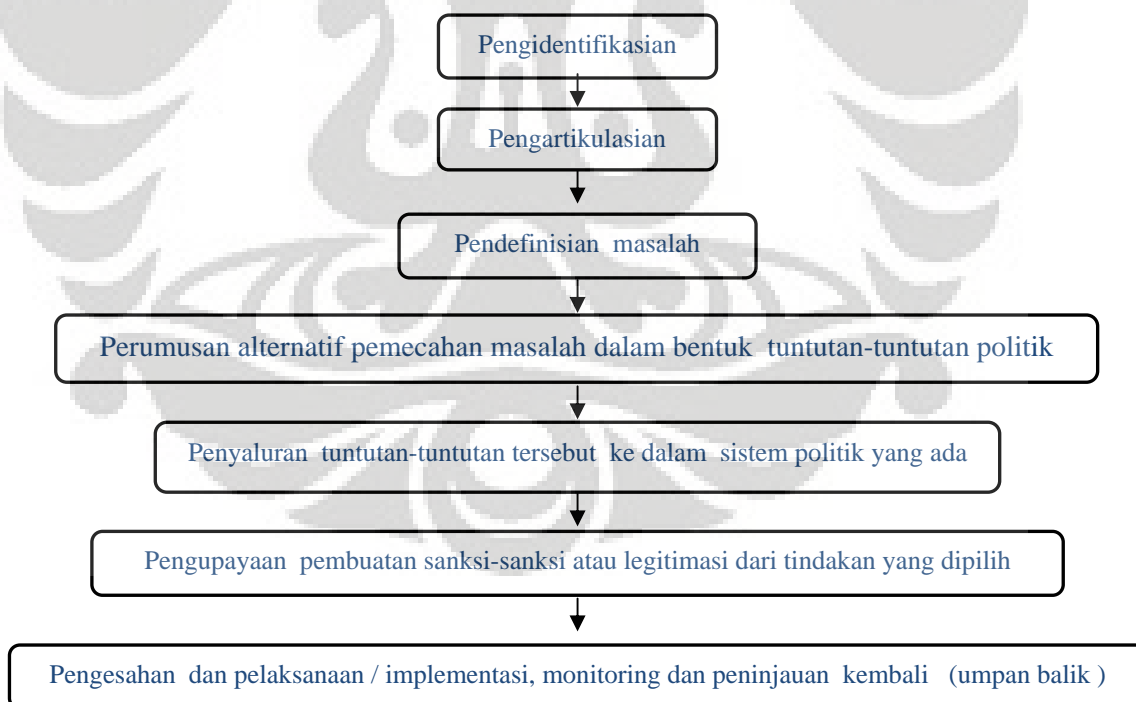 Pengidentifikasian
Pengartikulasian
Pendefinisian masalah
Perumusan alternatif pemecahan masalah dalam bentuk tuntutan-tuntutan politik
Penyaluran tuntutan-tuntutan tersebut ke dalam sistem politik yang ada
Pengupayaan pembuatan sanksi-sanksi atau legitimasi dari tindakan yang dipilih
Pengesahan dan pelaksanaan / implementasi, monitoring dan peninjauan kembali (umpan balik )